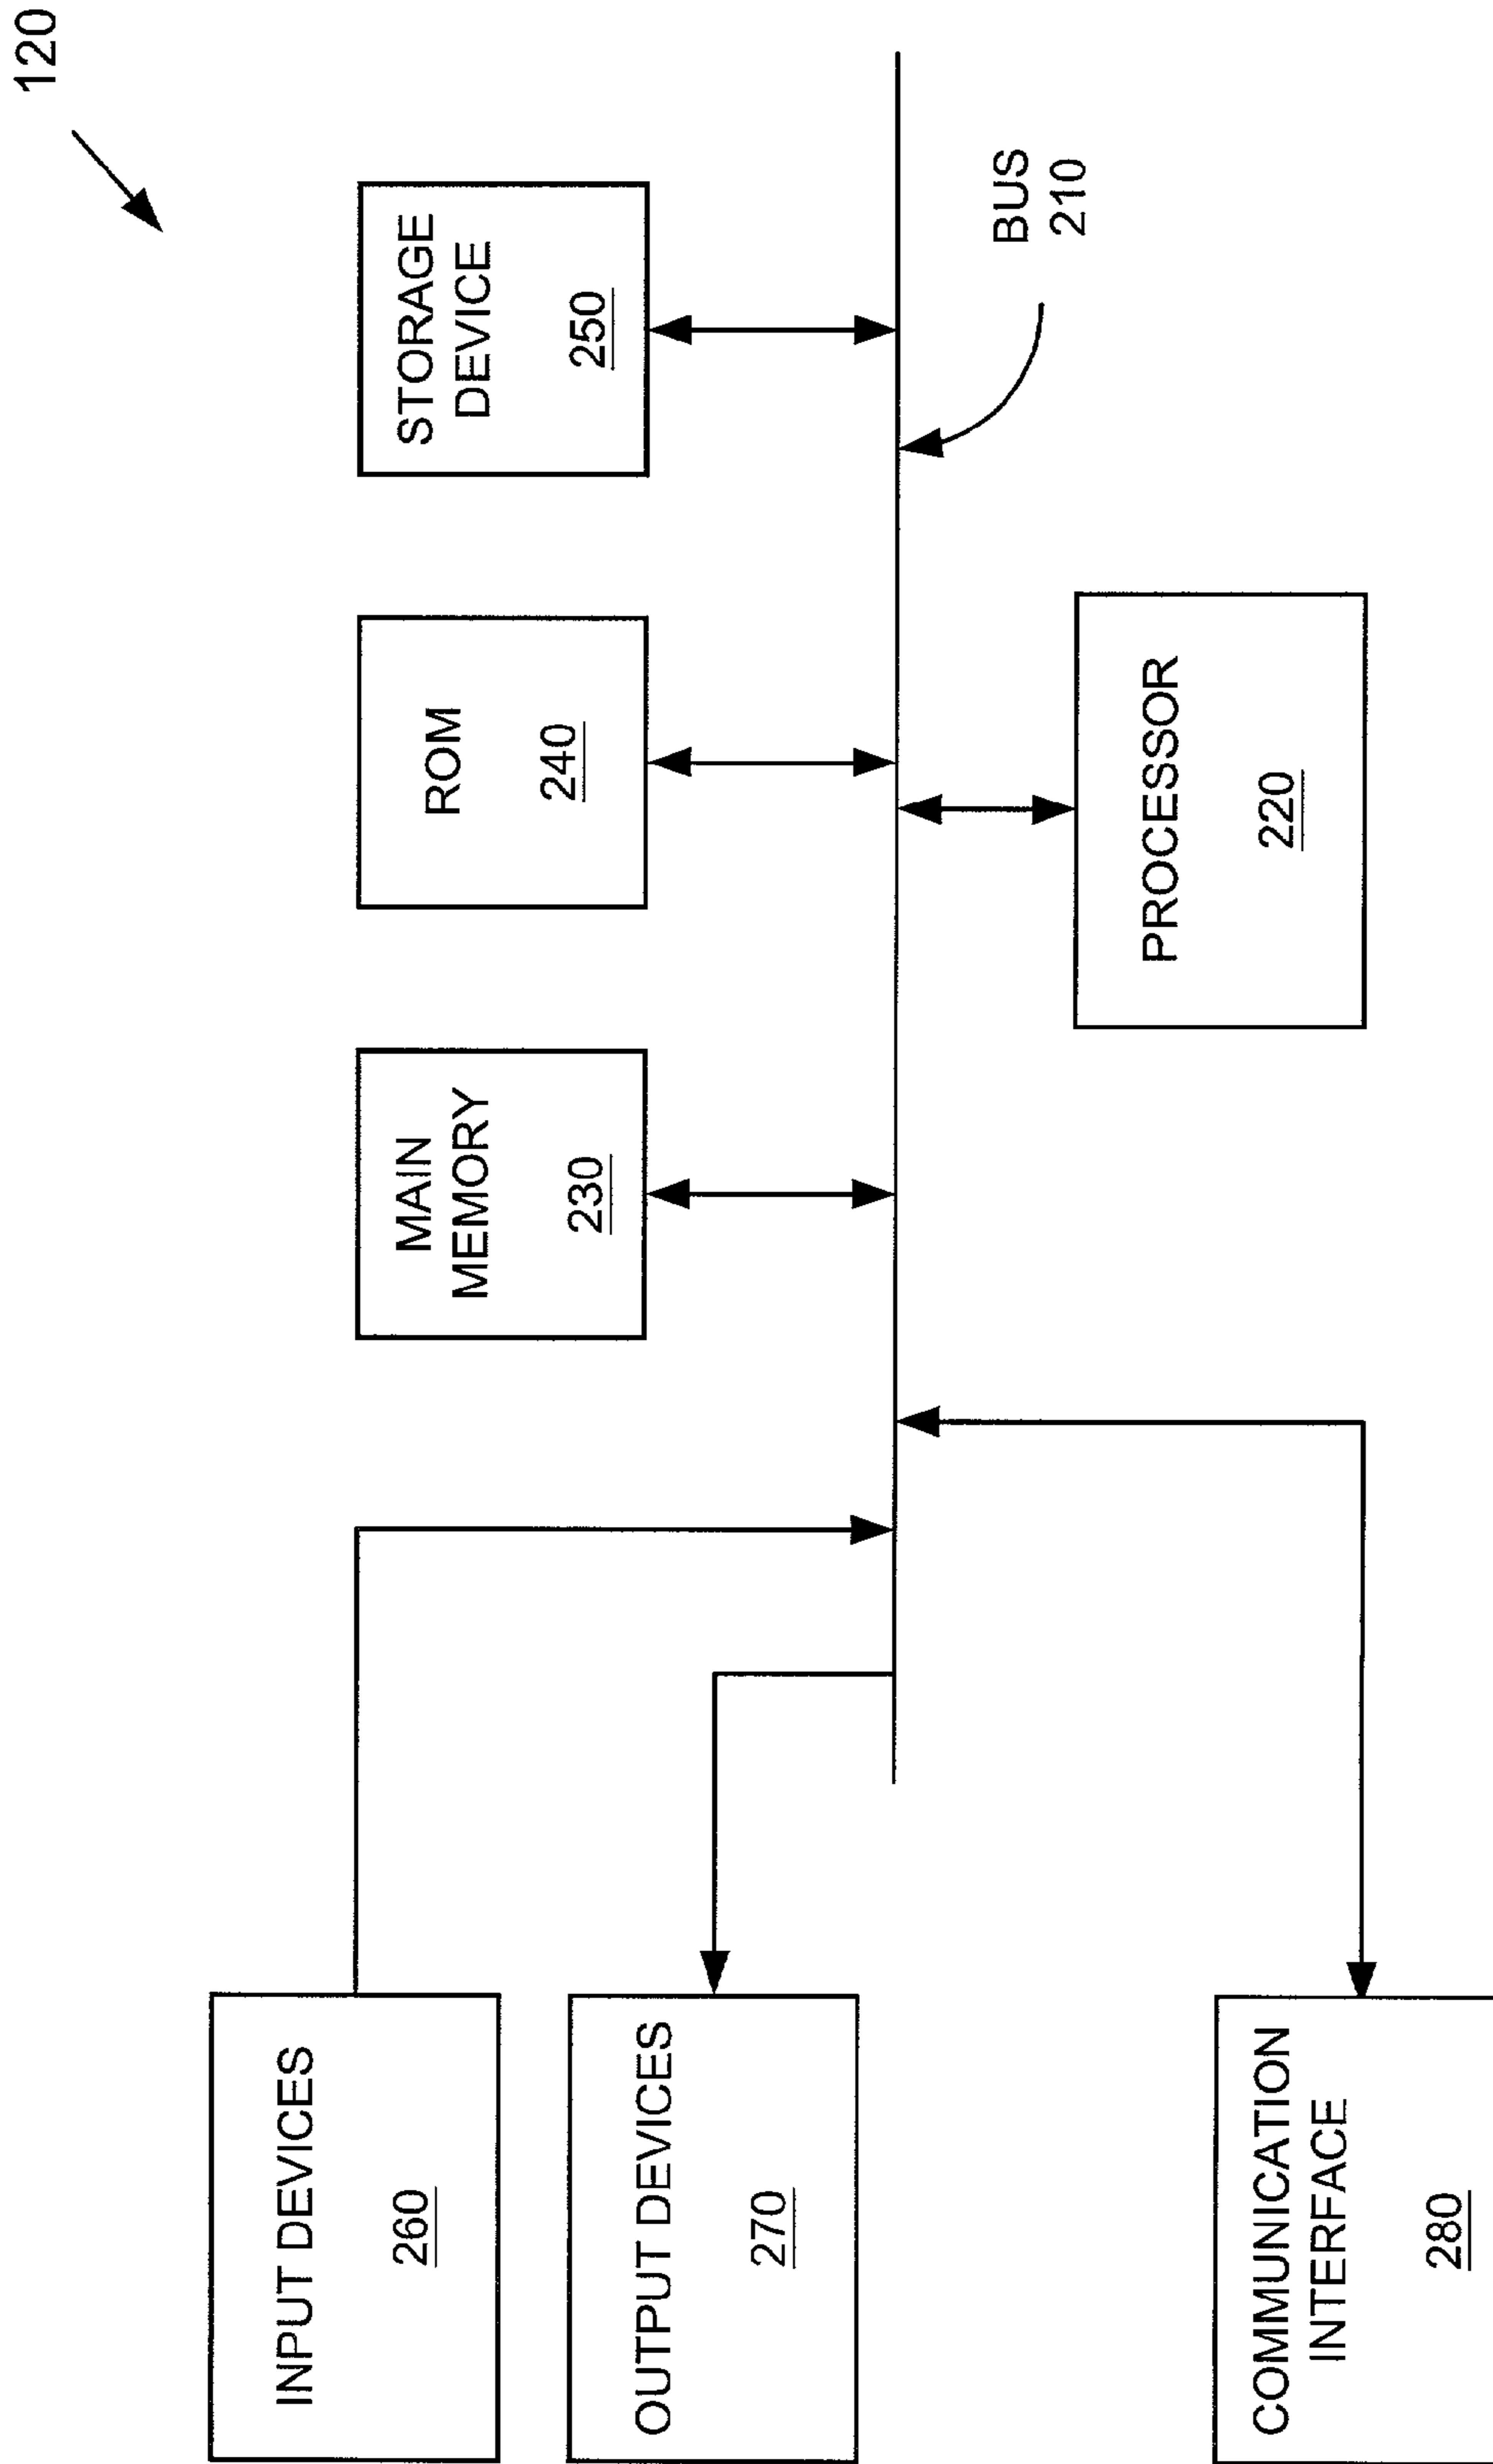 120
INPUT DEVICES
260
MAIN
MEMORY
230
ROM
240
STORAGE
DEVICE
250
OUTPUT DEVICES
270
BUS
210
COMMUNICATION
INTERFACE
280
PROCESSOR
220